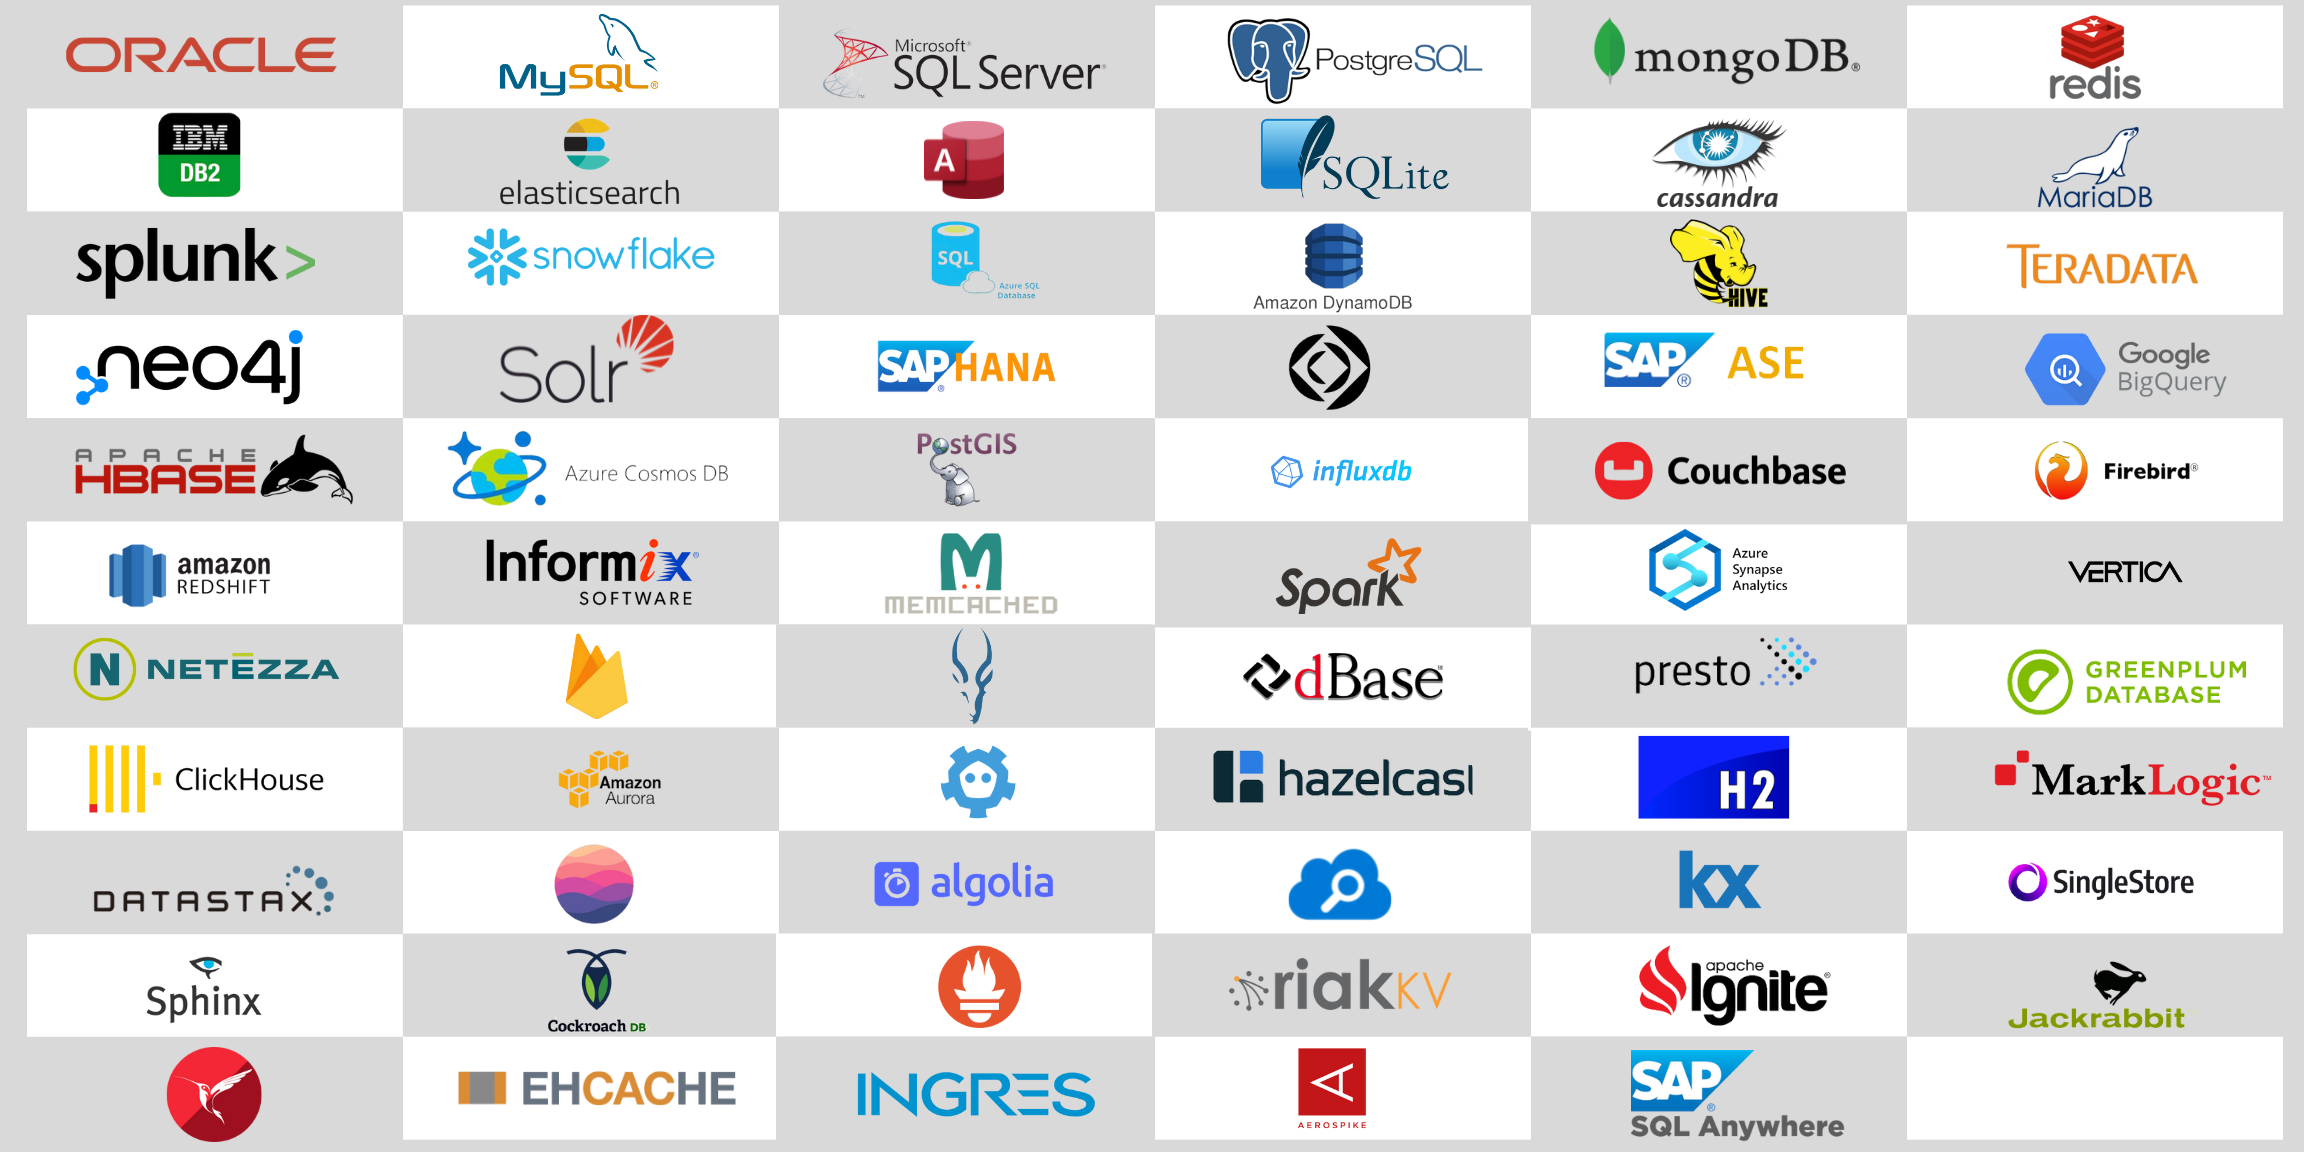 ORACLE
MySQL®
Microsoft® SQL Server®
™
PostgreSQL
mongoDB®
redis
IBM
DB2
elasticsearch
A
SQLite
cassandra
MariaDB
splunk>
snowflake
SQL
Azure SQL
Database
Amazon DynamoDB
HIVE
TERADATA
neo4j
Solr
SAP® HANA
SAP® ASE
Google
BigQuery
APACHE
HBASE
Azure Cosmos DB
PostGIS
influxdb
Couchbase
Firebird®
amazon
REDSHIFT
Informix®
SOFTWARE
M
MEMCACHED
Spark
Azure
Synapse
Analytics
VERTICA
N NETEZZA
dBase™
presto
GREENPLUM
DATABASE
ClickHouse
Amazon
Aurora
hazelcast
H2
MarkLogic™
DATASTAX
algolia
kx
SingleStore
Sphinx
Cockroach DB
riakKV
apache
Ignite®
Jackrabbit
EHCACHE
INGRES
AEROSPIKE
SAP®
SQL Anywhere